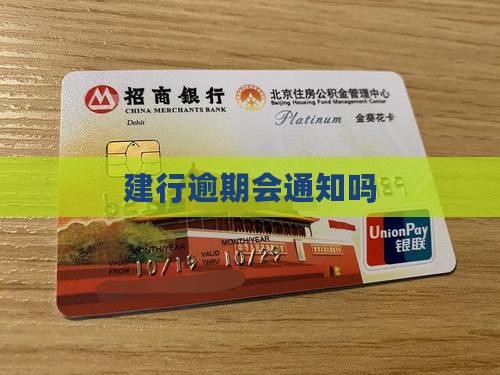 招商银行
CHINA MERCHANTS BANK
Debit
北京住房公积金管理中心
Beijing Housing Fund Management Center
Platinum 金葵花卡
建行逾期会通知吗
MONTH/YEAR MONTH/YEAR
VALID FROM 10/19 VALID THRU 10/29
UnionPay
银联